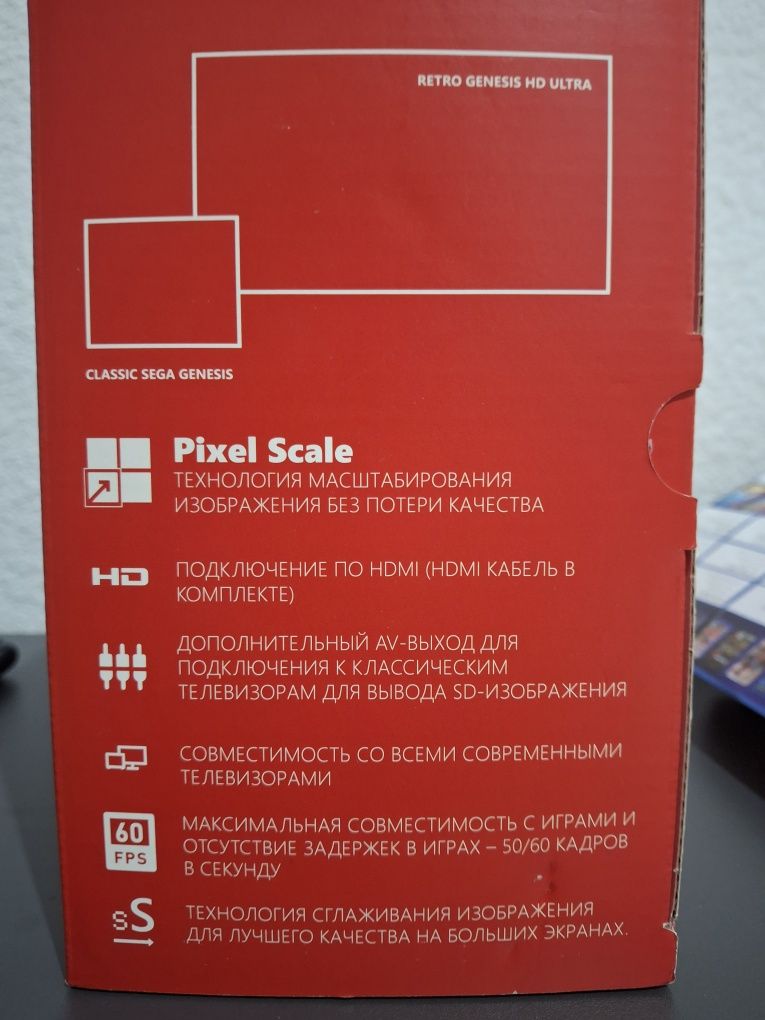 RETRO GENESIS HD ULTRA
CLASSIC SEGA GENESIS
Pixel Scale
ТЕХНОЛОГИЯ МАСШТАБИРОВАНИЯ
ИЗОБРАЖЕНИЯ БЕЗ ПОТЕРИ КАЧЕСТВА
HD
ПОДКЛЮЧЕНИЕ ПО HDMI (HDMI КАБЕЛЬ В
КОМПЛЕКТЕ)
ДОПОЛНИТЕЛЬНЫЙ AV-ВЫХОД ДЛЯ
ПОДКЛЮЧЕНИЯ К КЛАССИЧЕСКИМ
ТЕЛЕВИЗОРАМ ДЛЯ ВЫВОДА SD-ИЗОБРАЖЕНИЯ
СОВМЕСТИМОСТЬ СО ВСЕМИ СОВРЕМЕННЫМИ
ТЕЛЕВИЗОРАМИ
60
FPS
МАКСИМАЛЬНАЯ СОВМЕСТИМОСТЬ С ИГРАМИ И
ОТСУТСТВИЕ ЗАДЕРЖЕК В ИГРАХ – 50/60 КАДРОВ
В СЕКУНДУ
sS
ТЕХНОЛОГИЯ СГЛАЖИВАНИЯ ИЗОБРАЖЕНИЯ
ДЛЯ ЛУЧШЕГО КАЧЕСТВА НА БОЛЬШИХ ЭКРАНАХ.